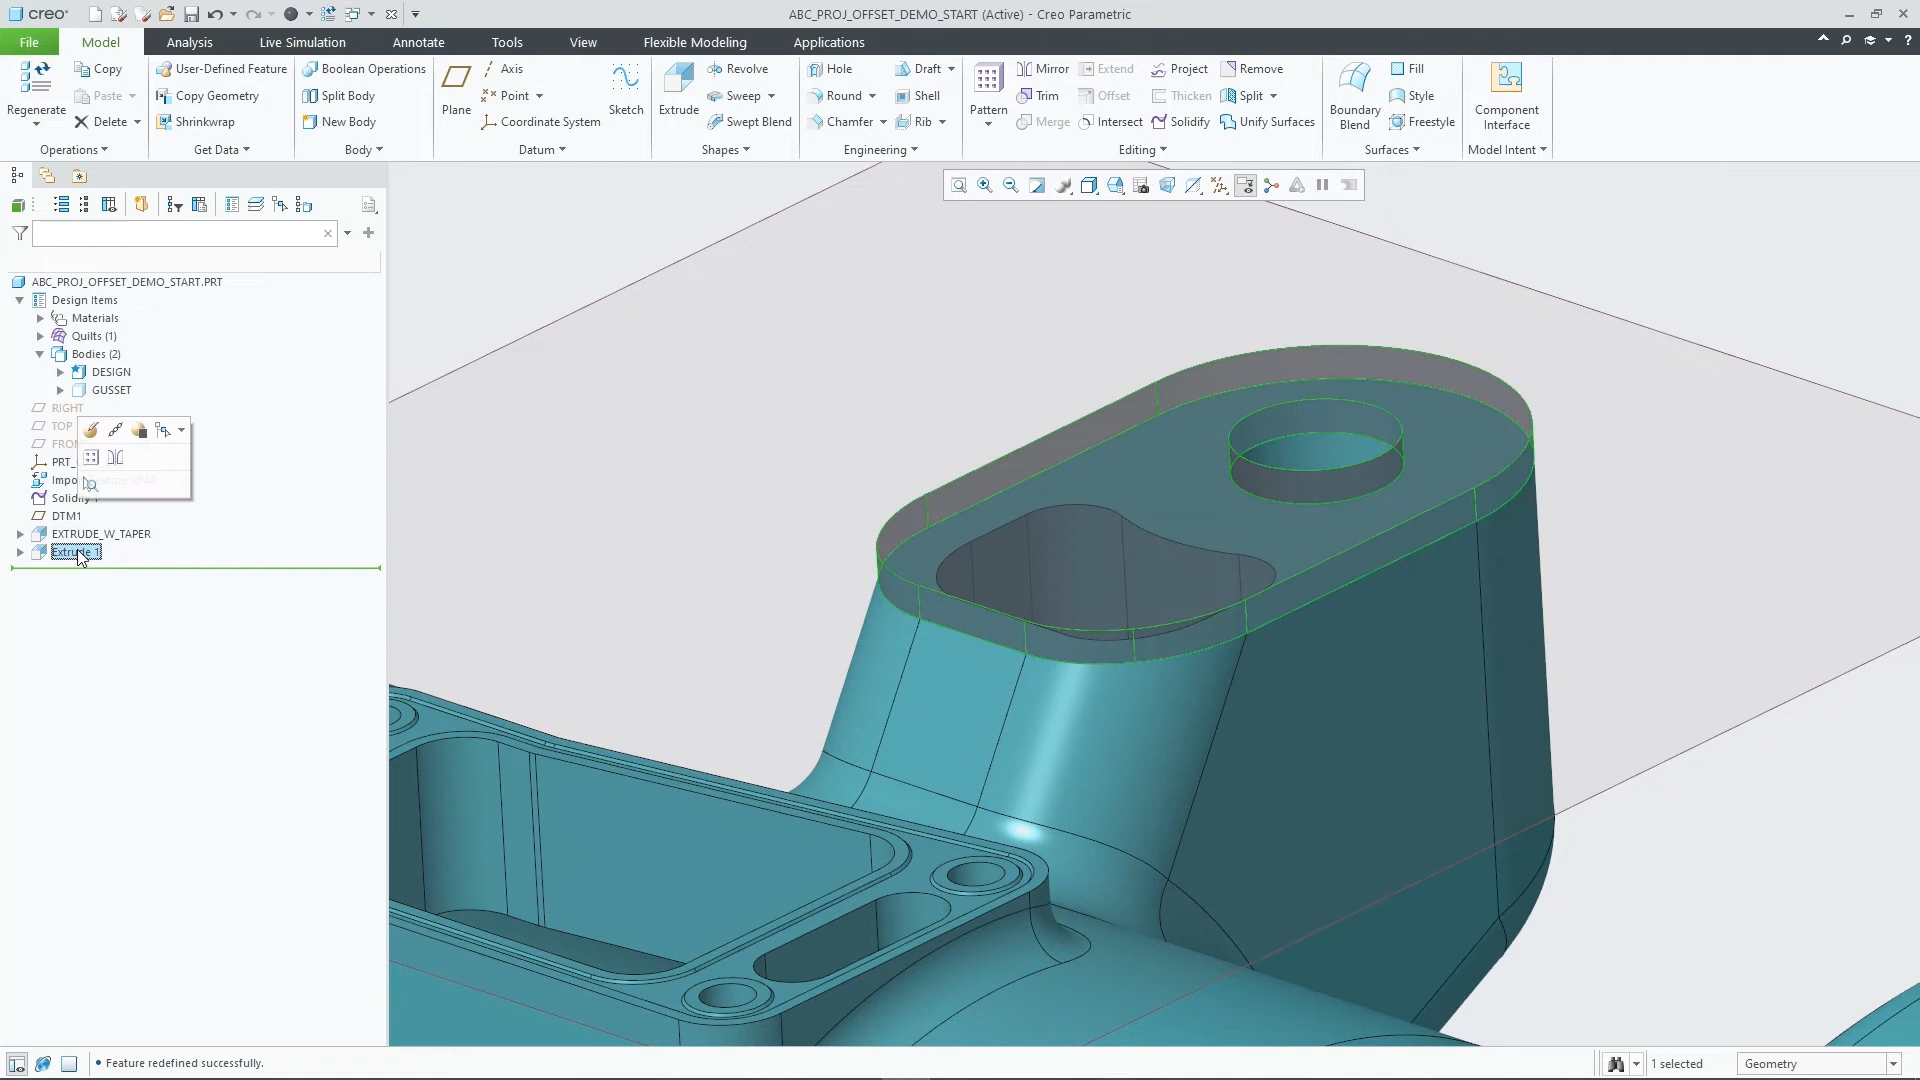 creo
ABC_PROJ_OFFSET_DEMO_START (Active) - Creo Parametric
File Model Analysis Live Simulation Annotate Tools View Flexible Modeling Applications
Regenerate
Copy
Paste
Delete
Operations
User-Defined Feature
Copy Geometry
Shrinkwrap
Get Data
Boolean Operations
Split Body
New Body
Body
Plane
Axis
Point
Coordinate System
Sketch
Datum
Extrude
Revolve
Sweep
Swept Blend
Shapes
Hole
Round
Chamfer
Draft
Shell
Rib
Engineering
Pattern
Mirror
Trim
Merge
Extend
Offset
Intersect
Project
Thicken
Solidify
Remove
Split
Unify Surfaces
Editing
Boundary
Blend
Fill
Style
Freestyle
Surfaces
Component
Interface
Model Intent
ABC_PROJ_OFFSET_DEMO_START.PRT
Design Items
Materials
Quilts (1)
Bodies (2)
DESIGN
GUSSET
RIGHT
TOP
DTM1
EXTRUDE_W_TAPER
Extrude 1
• Feature redefined successfully.
1 selected
Geometry